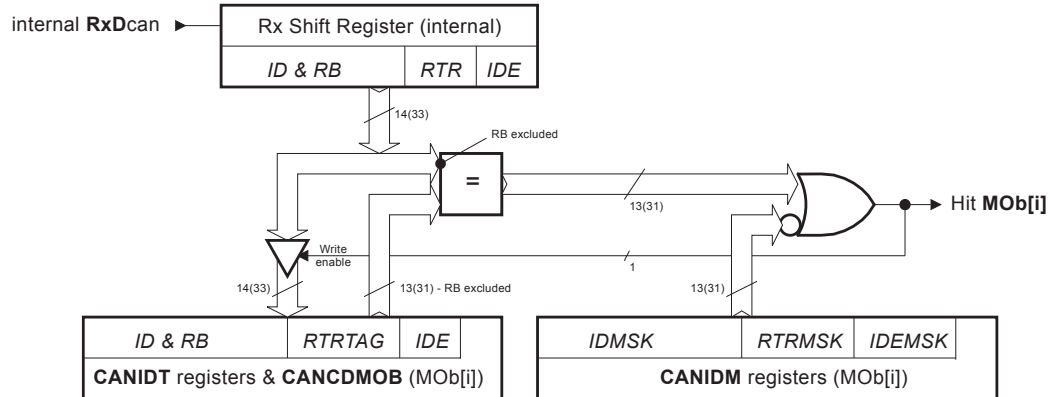 internal RxDcan
Rx Shift Register (internal)
ID & RB RTR IDE
14(33)
RB excluded
=
13(31)
Hit MOb[i]
Write
enable
1
14(33)
13(31) - RB excluded
13(31)
ID & RB RTRTAG IDE
CANIDT registers & CANCDMOB (MOb[i])
IDMSK RTRMSK IDEMSK
CANIDM registers (MOb[i])